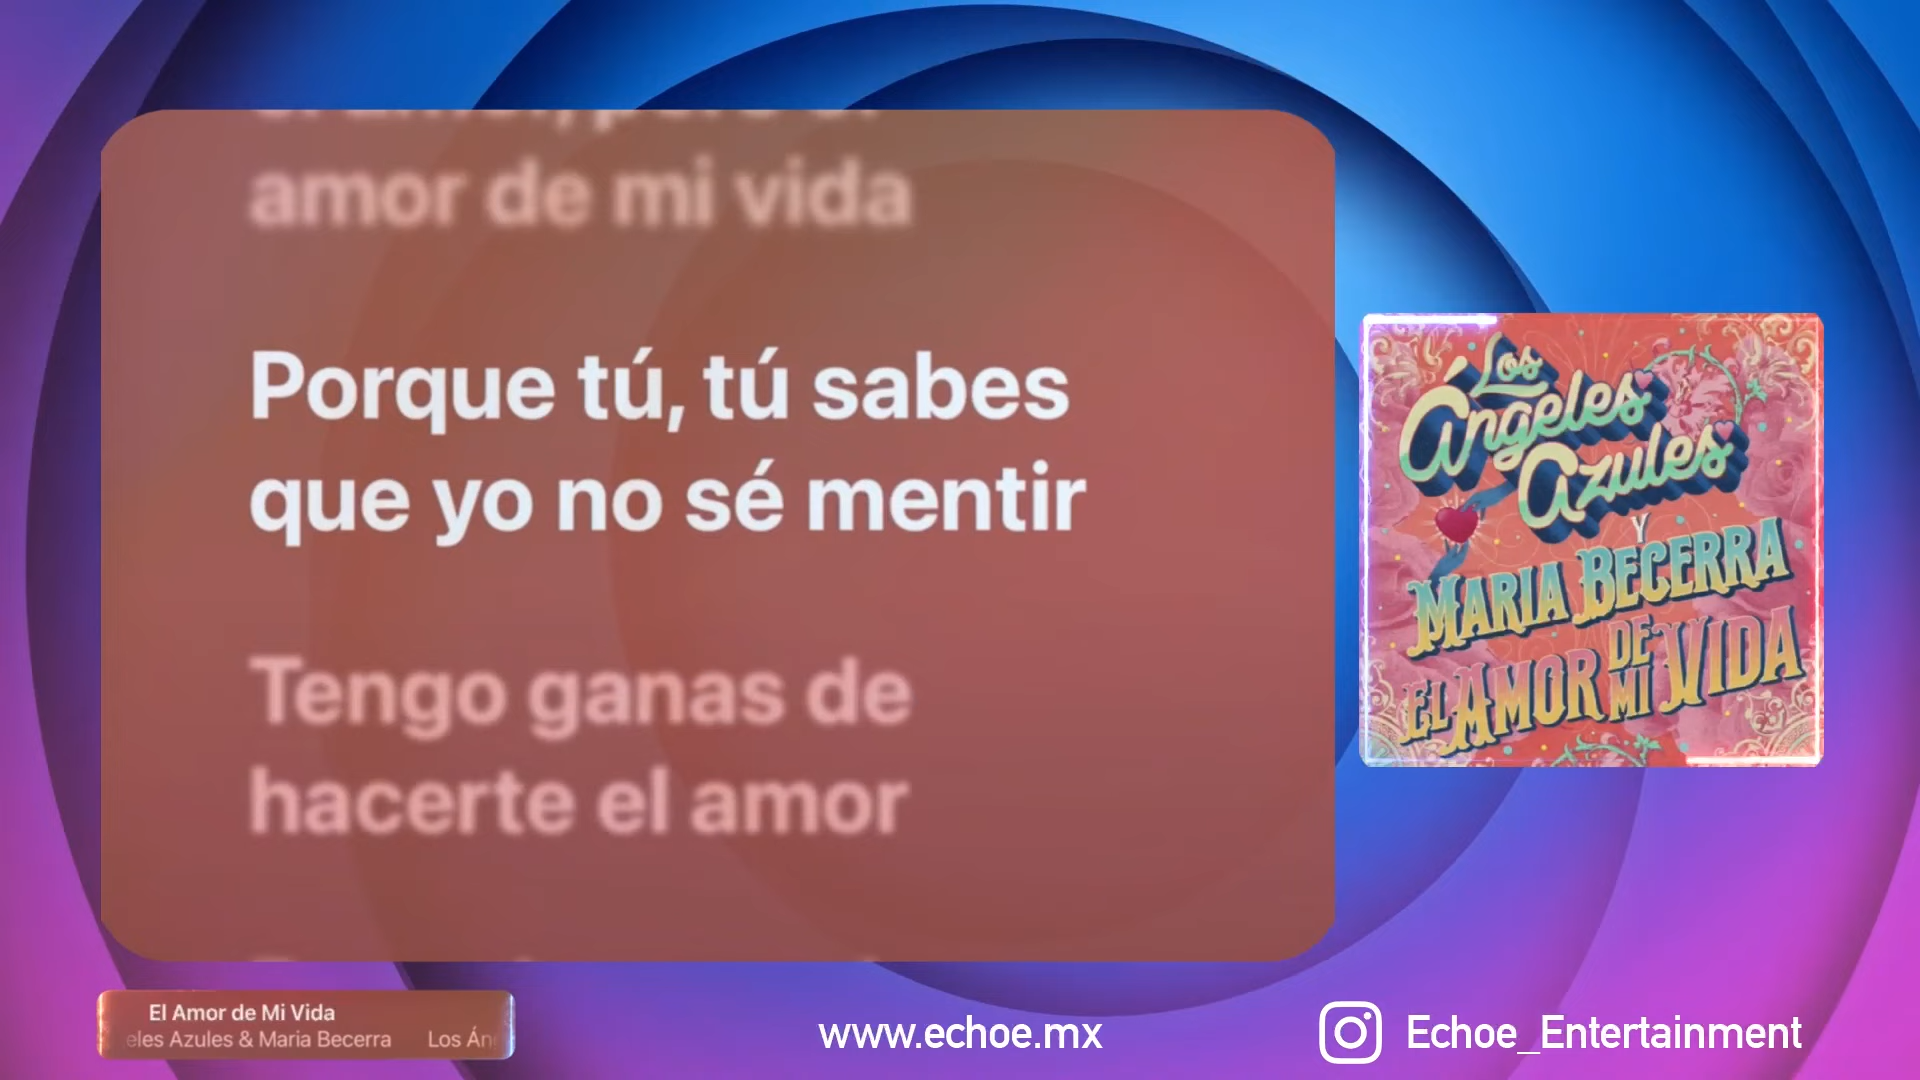 amor de mi vida
Porque tú, tú sabes
que yo no sé mentir
Tengo ganas de
hacerte el amor
Los
Ángeles
Azules
Y
MARIA BECERRA
EL AMOR DE MI VIDA
El Amor de Mi Vida
eles Azules & Maria Becerra Los Án
www.echoe.mx
Echoe_Entertainment